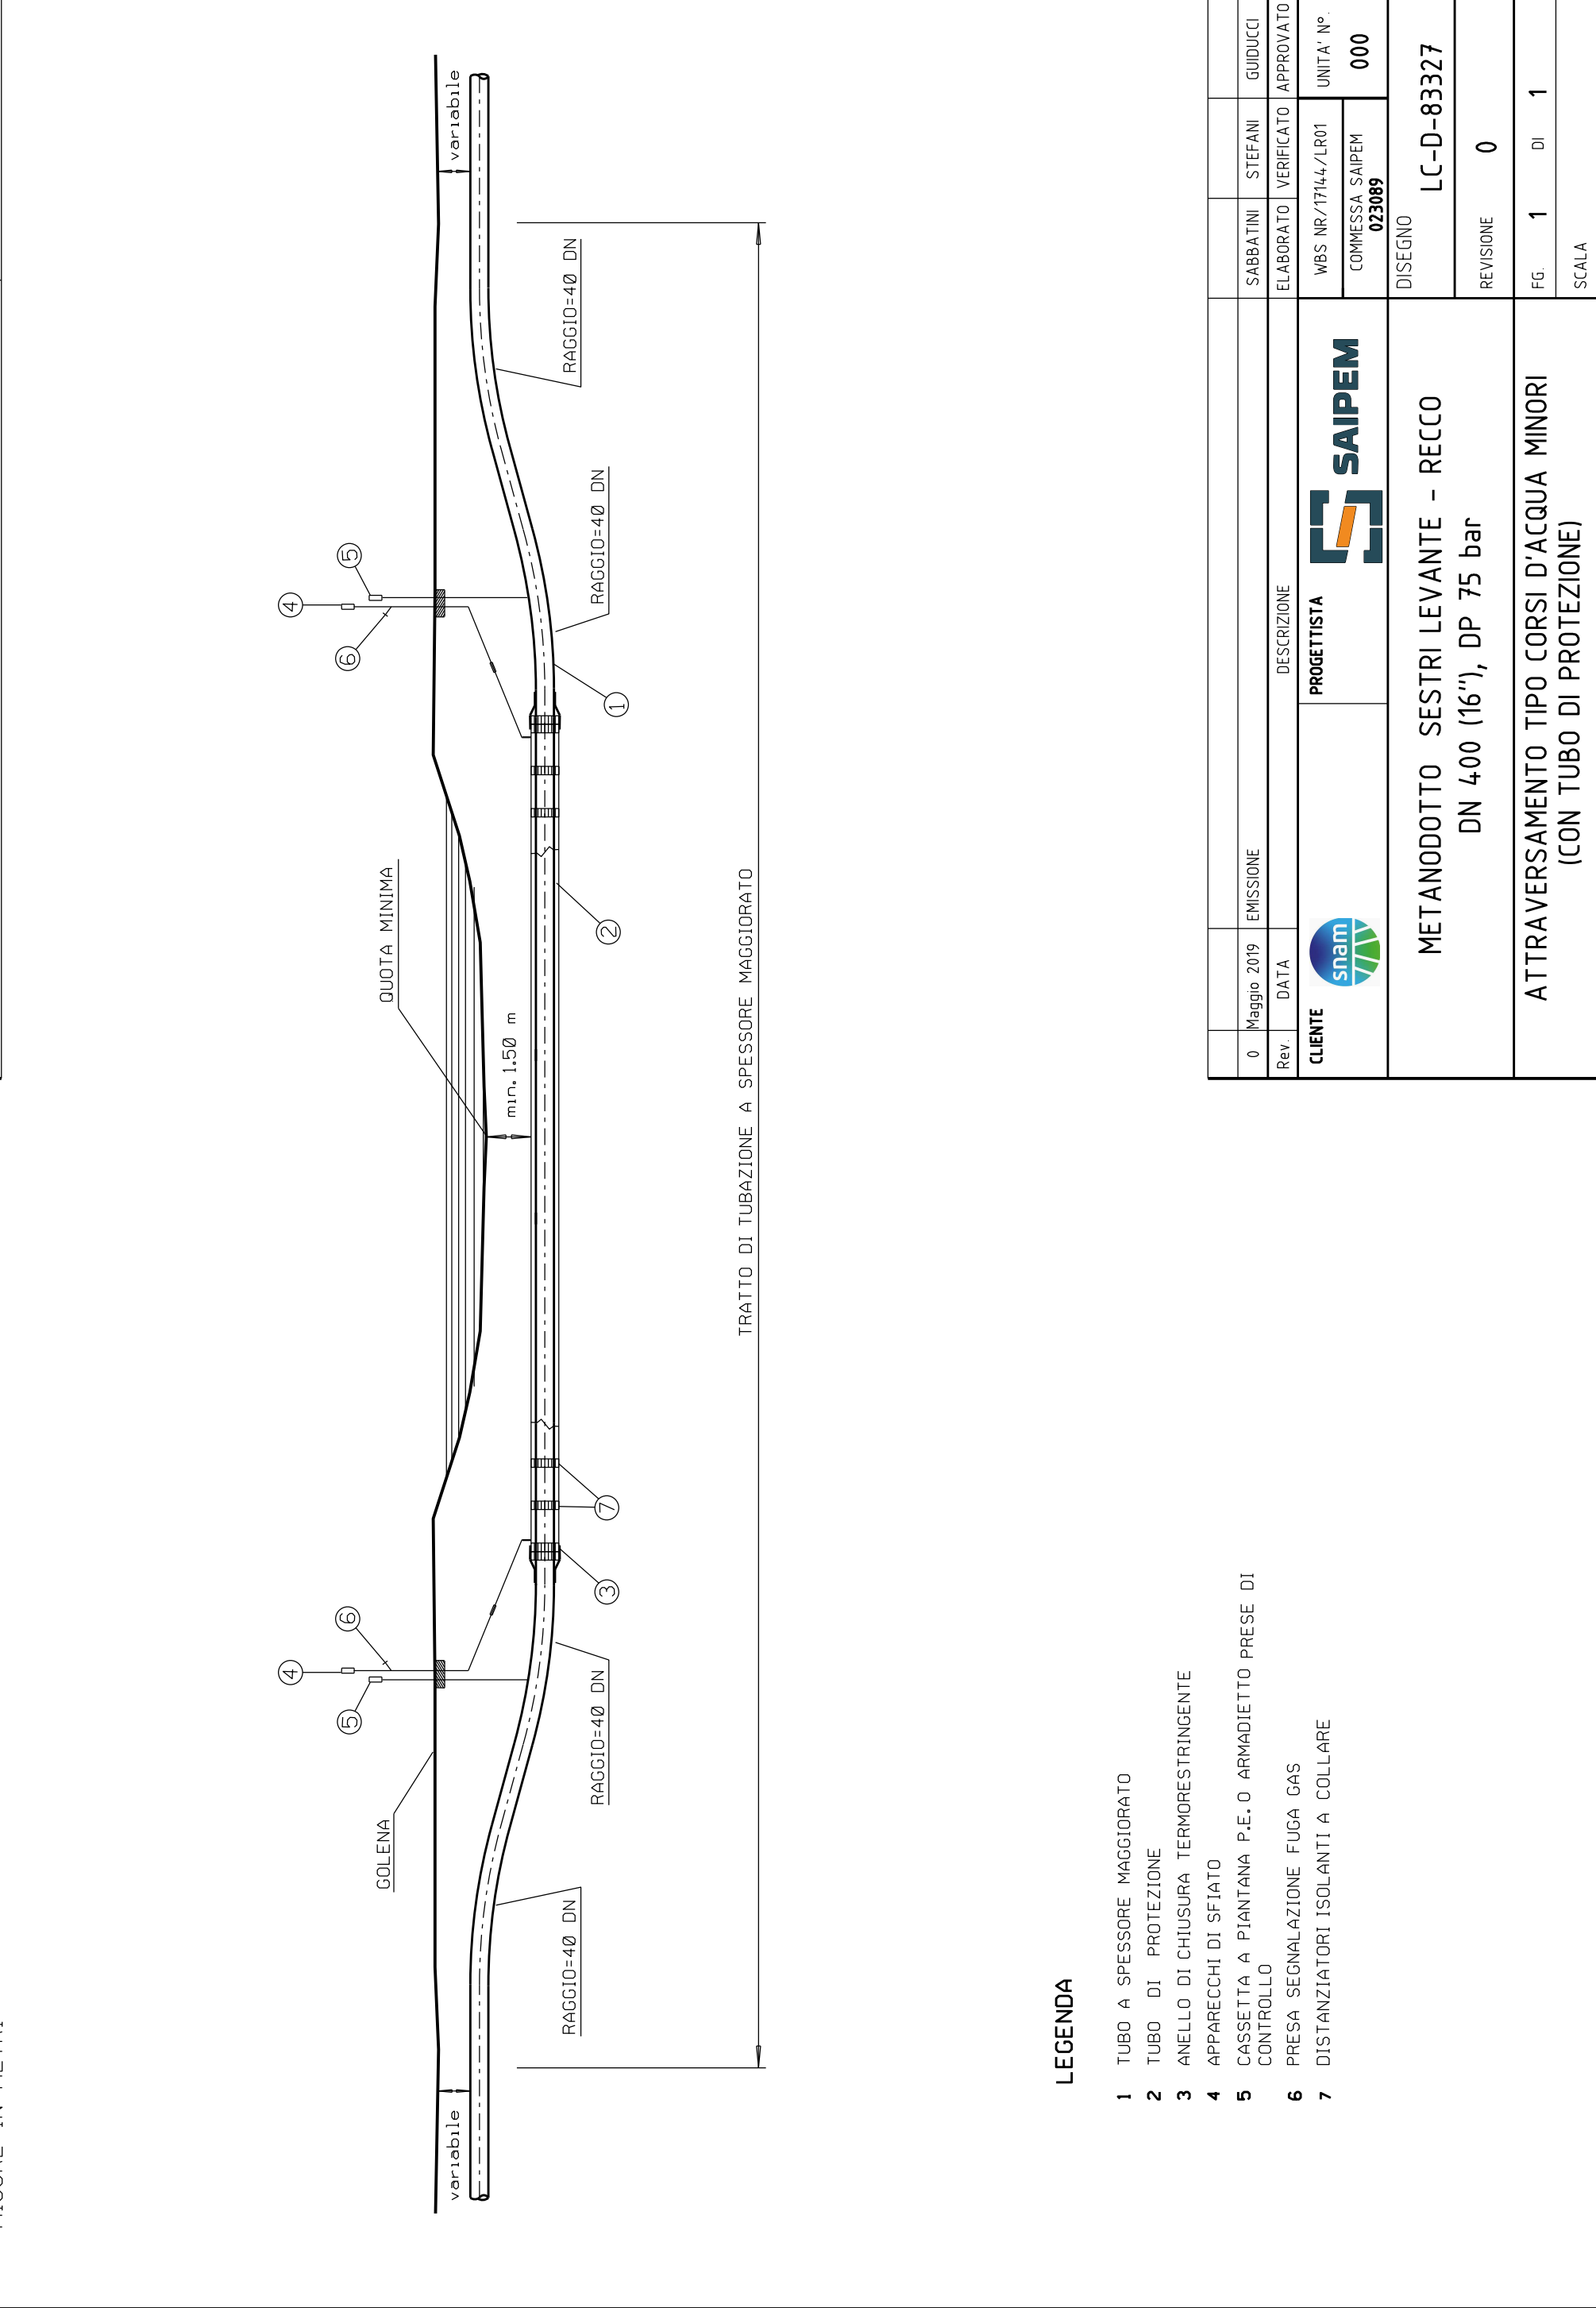 variabile
GOLENA
RAGGIO=40 DN
RAGGIO=40 DN
5
4
6
3
7
QUOTA MINIMA
min. 1.50 m
2
1
6
4
5
RAGGIO=40 DN
RAGGIO=40 DN
variabile
TRATTO DI TUBAZIONE A SPESSORE MAGGIORATO
LEGENDA
1 TUBO A SPESSORE MAGGIORATO
2 TUBO DI PROTEZIONE
3 ANELLO DI CHIUSURA TERMORESTRINGENTE
4 APPARECCHI DI SFIATO
5 CASSETTA A PIANTANA P.E. O ARMADIETTO PRESE DI
CONTROLLO
6 PRESA SEGNALAZIONE FUGA GAS
7 DISTANZIATORI ISOLANTI A COLLARE
0 Maggio 2019 EMISSIONE SABBATINI STEFANI GUIDUCCI
Rev. DATA DESCRIZIONE ELABORATO VERIFICATO APPROVATO
CLIENTE
snam
PROGETTISTA
SAIPEM
WBS NR/17144/LR01
UNITA' N°.
000
COMMESSA SAIPEM
023089
METANODOTTO SESTRI LEVANTE - RECCO
DN 400 (16"), DP 75 bar
DISEGNO
LC-D-83327
REVISIONE 0
ATTRAVERSAMENTO TIPO CORSI D'ACQUA MINORI
(CON TUBO DI PROTEZIONE)
FG. 1 DI 1
SCALA